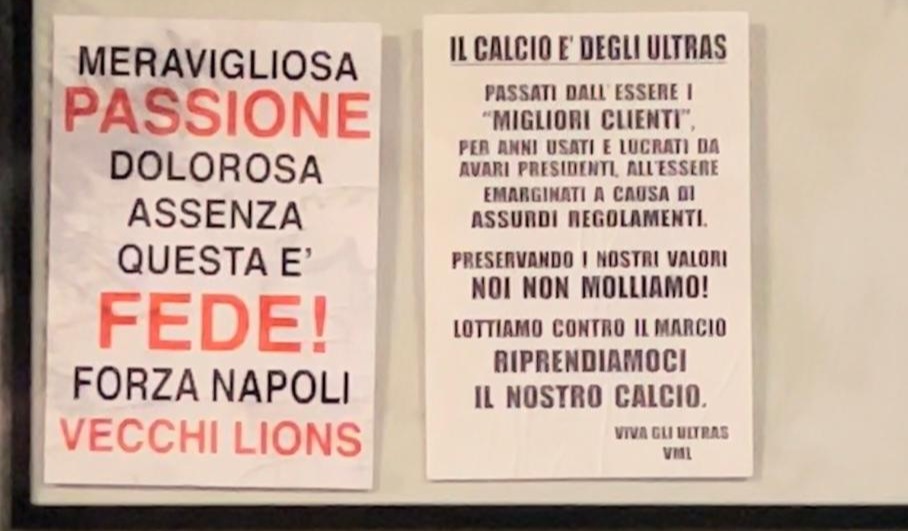 MERAVIGLIOSA
PASSIONE
DOLOROSA
ASSENZA
QUESTA E'
FEDE!
FORZA NAPOLI
VECCHI LIONS
IL CALCIO E' DEGLI ULTRAS
PASSATI DALL' ESSERE I
"MIGLIORI CLIENTI",
PER ANNI USATI E LUCRATI DA
AVARI PRESIDENTI, ALL'ESSERE
EMARGINATI A CAUSA DI
ASSURDI REGOLAMENTI.
PRESERVANDO I NOSTRI VALORI
NOI NON MOLLIAMO!
LOTTIAMO CONTRO IL MARCIO
RIPRENDIAMOCI
IL NOSTRO CALCIO.
VIVA GLI ULTRAS
VML